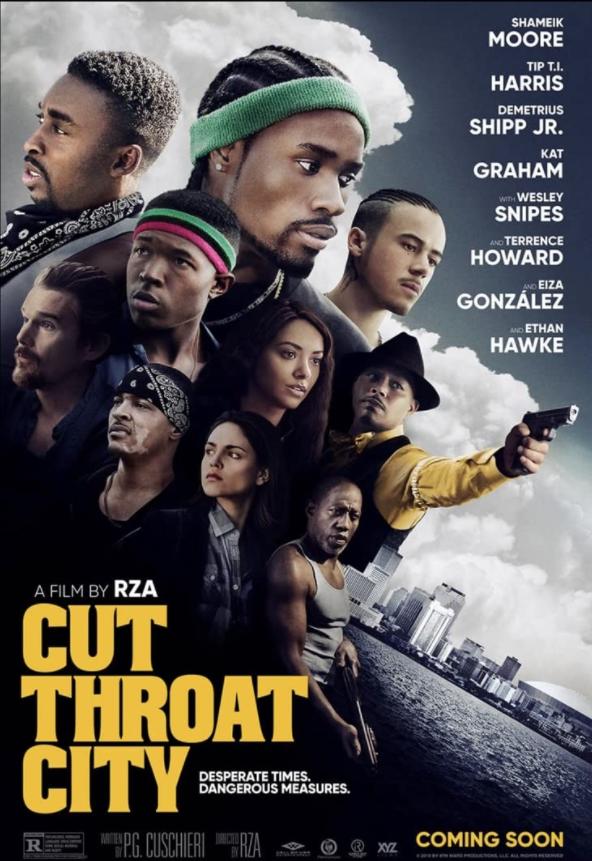 SHAMEIK
MOORE
TIP T.I.
HARRIS
DEMETRIUS
SHIPP JR.
KAT
GRAHAM
WITH WESLEY
SNIPES
AND TERRENCE
HOWARD
AND EIZA
GONZÁLEZ
AND ETHAN
HAWKE
A FILM BY RZA
CUT
THROAT
CITY
DESPERATE TIMES.
DANGEROUS MEASURES.
R
WRITTEN BY P.G. CUSCHIERI DIRECTED BY RZA
XYZ
COMING SOON